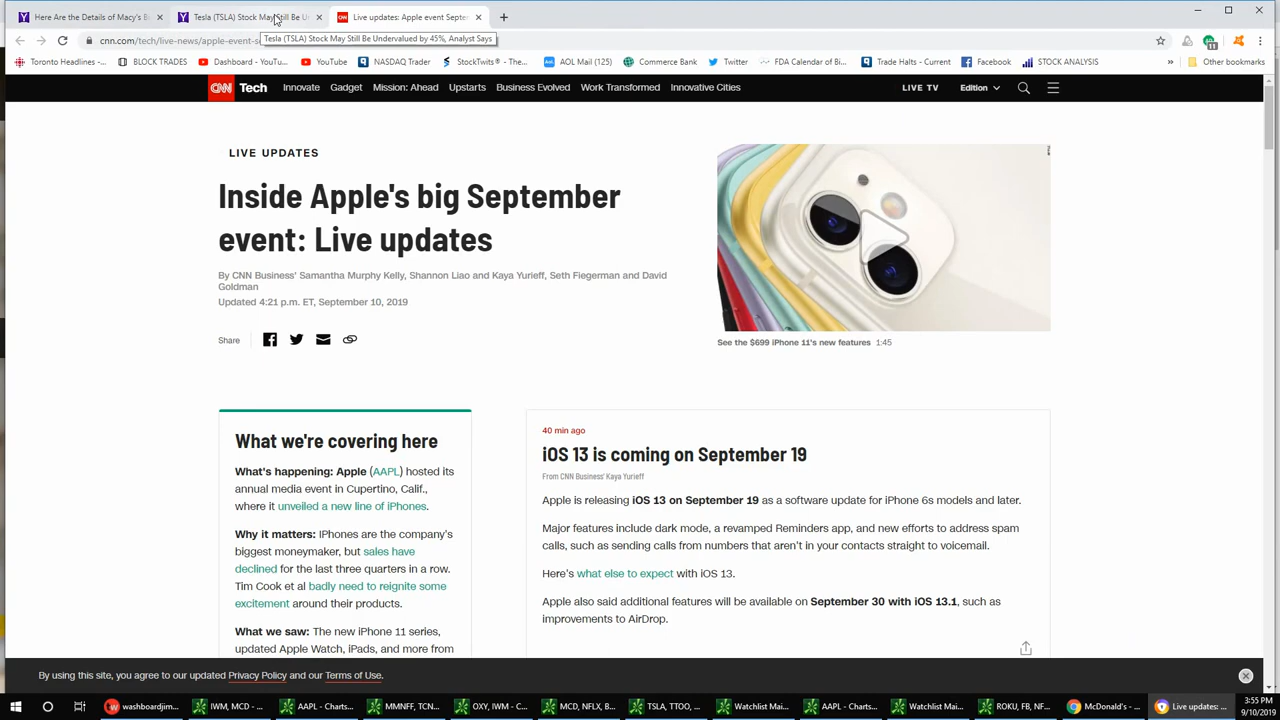 Here Are the Details of Macy's Bi
Tesla (TSLA) Stock May Still Be U
Live updates: Apple event Septe
cnn.com/tech/live-news/apple-event-s
Tesla (TSLA) Stock May Still Be Undervalued by 45%, Analyst Says
Toronto Headlines -...
BLOCK TRADES
Dashboard - YouTu...
YouTube
NASDAQ Trader
StockTwits® - The...
AOL Mail (125)
Commerce Bank
Twitter
FDA Calendar of Bi...
Trade Halts - Current
Facebook
STOCK ANALYSIS
»
Other bookmarks
CNN Tech
Innovate
Gadget
Mission: Ahead
Upstarts
Business Evolved
Work Transformed
Innovative Cities
LIVE TV
Edition
LIVE UPDATES
Inside Apple's big September
event: Live updates
By CNN Business' Samantha Murphy Kelly, Shannon Liao and Kaya Yurieff, Seth Fiegerman and David
Goldman
Updated 4:21 p.m. ET, September 10, 2019
Share
See the $699 iPhone 11's new features 1:45
What we're covering here
What's happening: Apple (AAPL) hosted its
annual media event in Cupertino, Calif.,
where it unveiled a new line of iPhones.
Why it matters: IPhones are the company's
biggest moneymaker, but sales have
declined for the last three quarters in a row.
Tim Cook et al badly need to reignite some
excitement around their products.
What we saw: The new iPhone 11 series,
updated Apple Watch, iPads, and more from
40 min ago
iOS 13 is coming on September 19
From CNN Business' Kaya Yurieff
Apple is releasing iOS 13 on September 19 as a software update for iPhone 6s models and later.
Major features include dark mode, a revamped Reminders app, and new efforts to address spam
calls, such as sending calls from numbers that aren't in your contacts straight to voicemail.
Here's what else to expect with iOS 13.
Apple also said additional features will be available on September 30 with iOS 13.1, such as
improvements to AirDrop.
By using this site, you agree to our updated Privacy Policy and our Terms of Use.
washboardjim...
IWM, MCD - ...
AAPL - Charts...
MMNFF, TCN...
OXY, IWM - C...
MCD, NFLX, B...
TSLA, TTOO, ...
Watchlist Mai...
AAPL - Charts...
Watchlist Mai...
ROKU, FB, NF...
McDonald's - ...
Live updates: ...
3:55 PM
9/10/2019